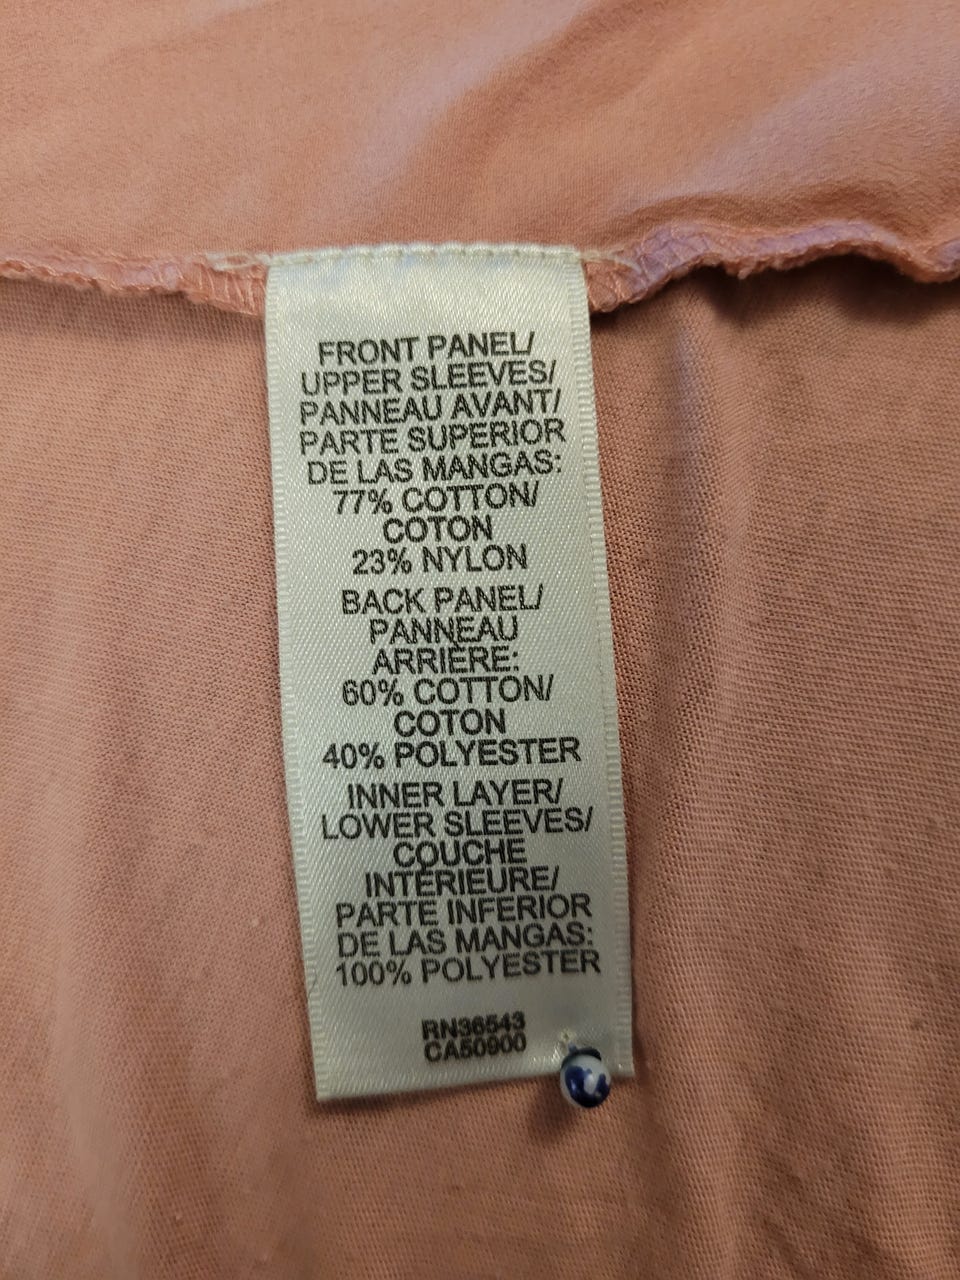 FRONT PANEL/
UPPER SLEEVES/
PANNEAU AVANT/
PARTE SUPERIOR
DE LAS MANGAS:
77% COTTON/
COTON
23% NYLON
BACK PANEL/
PANNEAU
ARRIÈRE:
60% COTTON/
COTON
40% POLYESTER
INNER LAYER/
LOWER SLEEVES/
COUCHE
INTÉRIEURE/
PARTE INFERIOR
DE LAS MANGAS:
100% POLYESTER
RN36543
CA50900